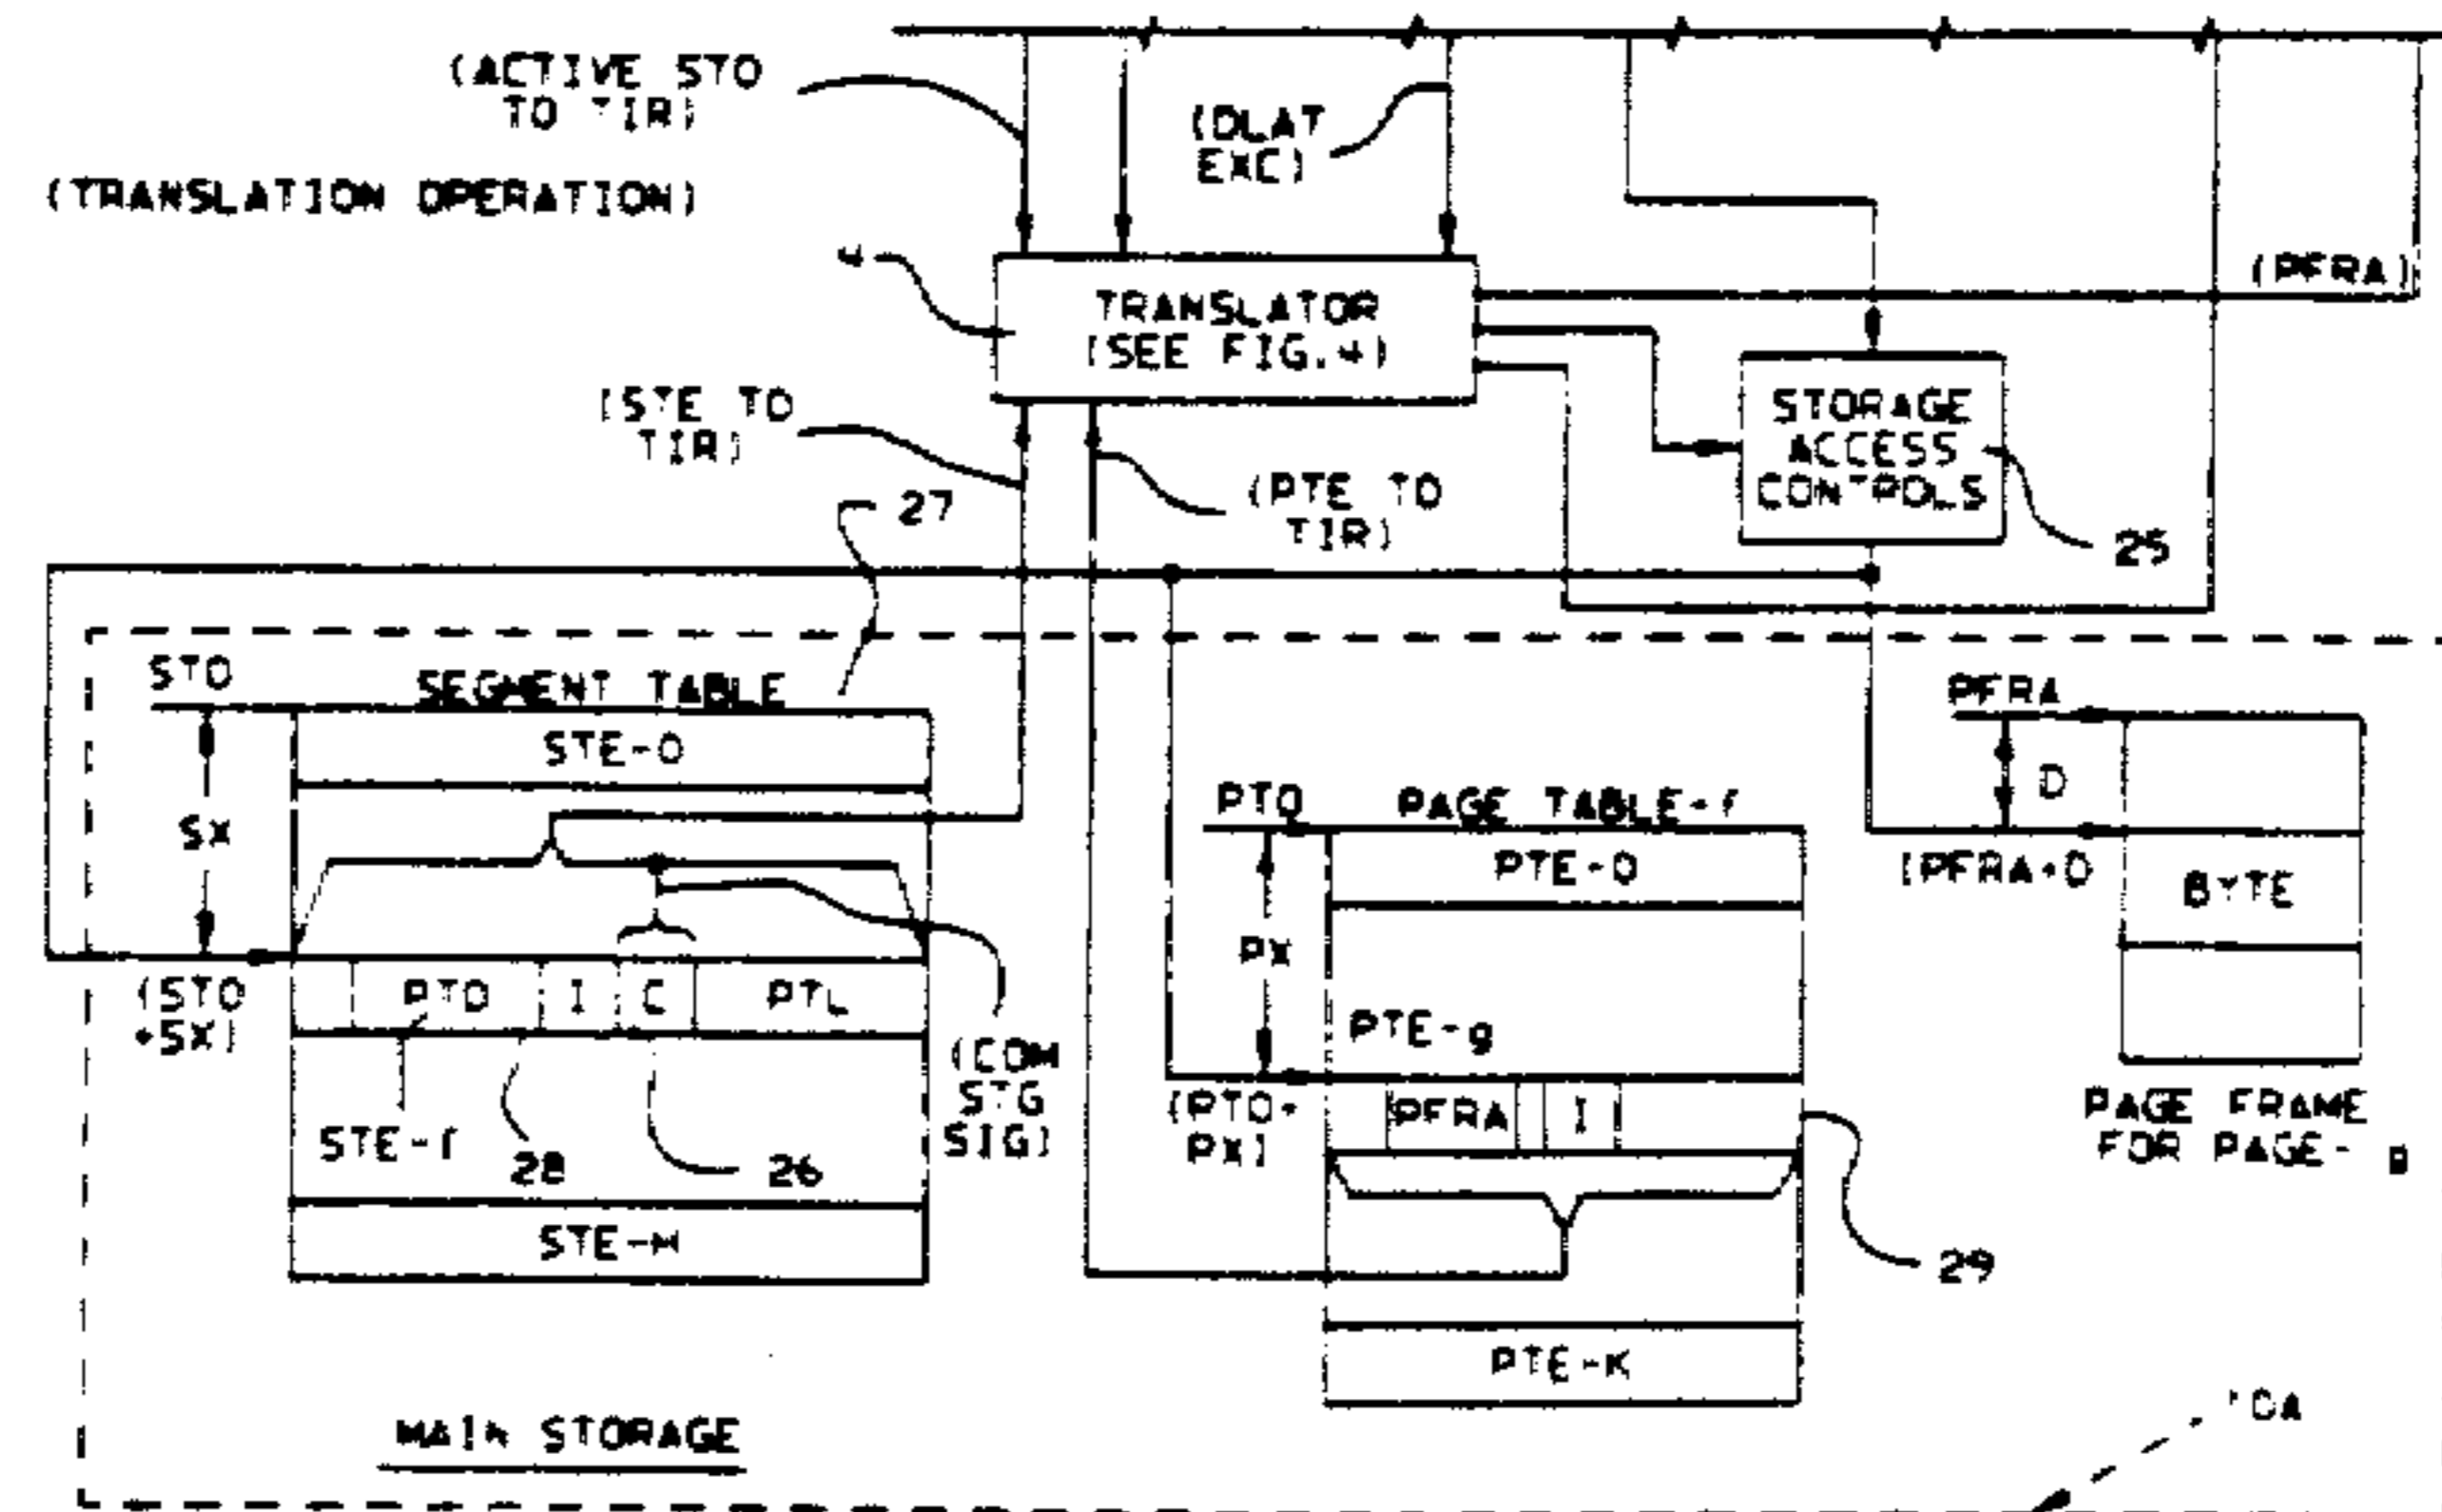 (ACTIVE STO
TO TIR)
(DLAT
EXC)
(TRANSLATION OPERATION)
4
TRANSLATOR
(SEE FIG.4)
(PFRA)
(STE TO
TIR)
STORAGE
ACCESS
CONTROLS
25
27
(PTE TO
TIR)
STO
SEGMENT TABLE
STE-0
SX
(STO
+SX)
PTO I C PTL
STE-f
28
26
(COM
STG
SIG)
STE-M
PTO
PAGE TABLE-f
PTE-0
PX
PTE-g
(PTO+
PX)
PFRA I
29
PTE-K
PFRA
D
(PFRA+D
BYTE
PAGE FRAME
FOR PAGE- g
MAIN STORAGE